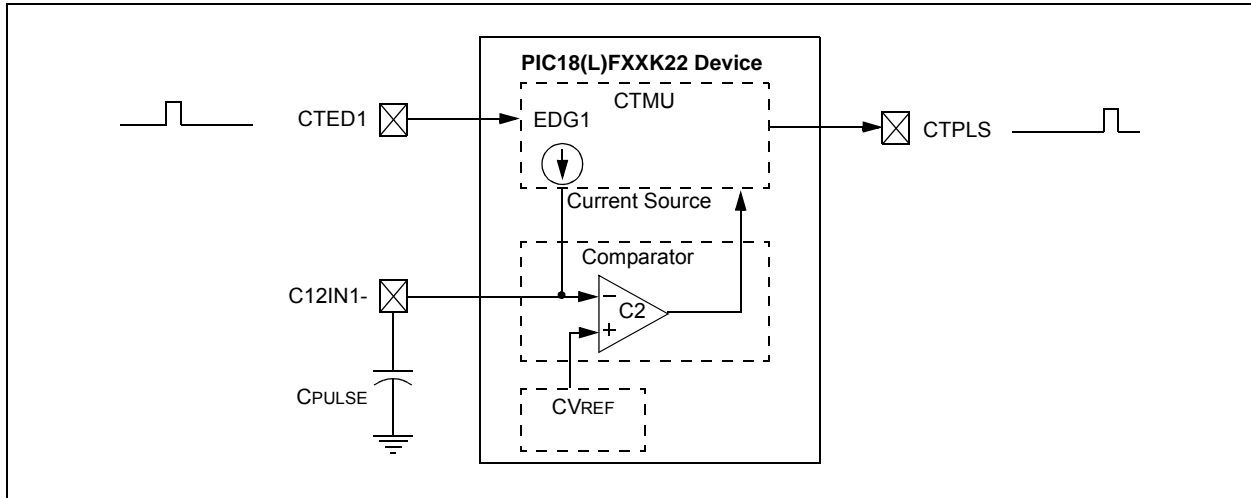 PIC18(L)FXXK22 Device
CTMU
CTED1
EDG1
CTPLS
Current Source
Comparator
C12IN1-
−
C2
+
CPULSE
CVREF